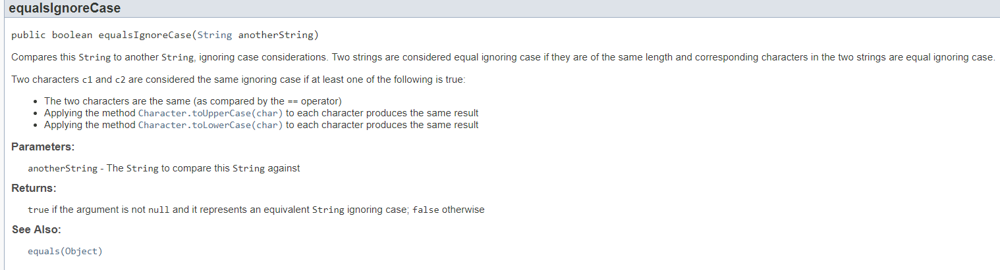 equalsIgnoreCase
public boolean equalsIgnoreCase(String anotherString)
Compares this String to another String, ignoring case considerations. Two strings are considered equal ignoring case if they are of the same length and corresponding characters in the two strings are equal ignoring case.
Two characters c1 and c2 are considered the same ignoring case if at least one of the following is true:
• The two characters are the same (as compared by the == operator)
• Applying the method Character.toUpperCase(char) to each character produces the same result
• Applying the method Character.toLowerCase(char) to each character produces the same result
Parameters:
anotherString - The String to compare this String against
Returns:
true if the argument is not null and it represents an equivalent String ignoring case; false otherwise
See Also:
equals(Object)